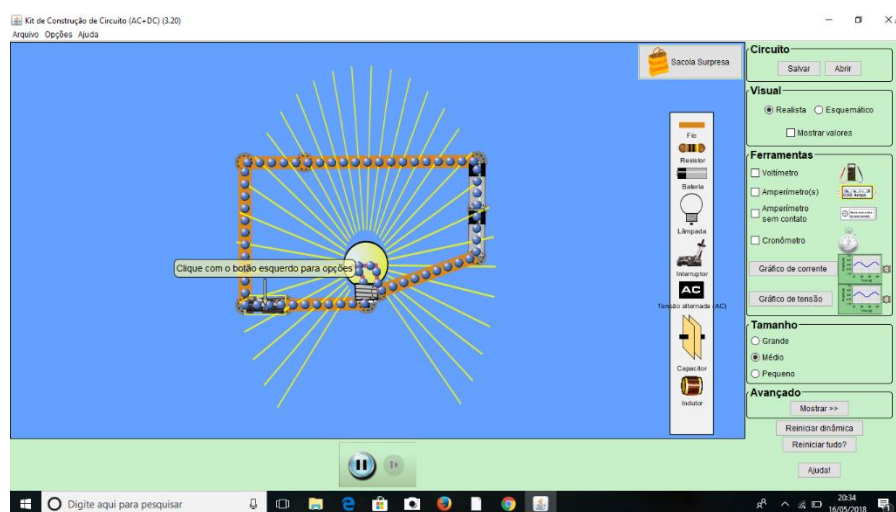 Kit de Construção de Circuito (AC+DC) (3.20)
Arquivo Opções Ajuda
Sacola Surpresa
Clique com o botão esquerdo para opções
Fio
Resistor
Bateria
Lâmpada
Interruptor
AC
Tensão alternada (AC)
Capacitor
Indutor
Circuito
Salvar Abrir
Visual
Realista Esquemático
Mostrar valores
Ferramentas
Voltímetro
Amperímetro(s)
Amperímetro
sem contato
Cronômetro
Gráfico de corrente
Gráfico de tensão
Tamanho
Grande
Médio
Pequeno
Avançado
Mostrar >>
Reiniciar dinâmica
Reiniciar tudo?
Ajuda!
Digite aqui para pesquisar
20:34
16/05/2018